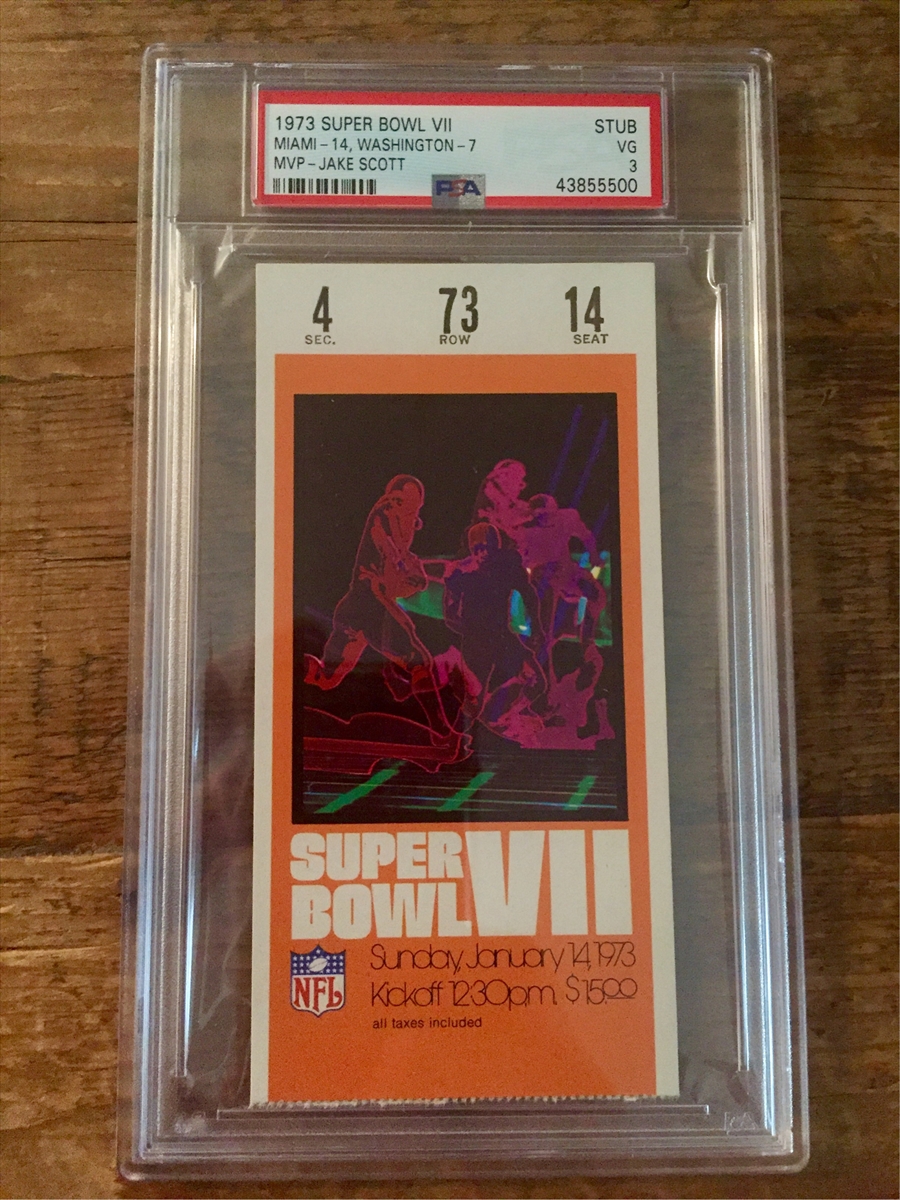 1973 SUPER BOWL VII STUB
MIAMI - 14, WASHINGTON - 7 VG
MVP - JAKE SCOTT 3
PSA 43855500
4 73 14
SEC. ROW SEAT
SUPER
BOWL VII
NFL
Sunday, January 14, 1973
Kickoff 12:30p.m. $15.00
all taxes included